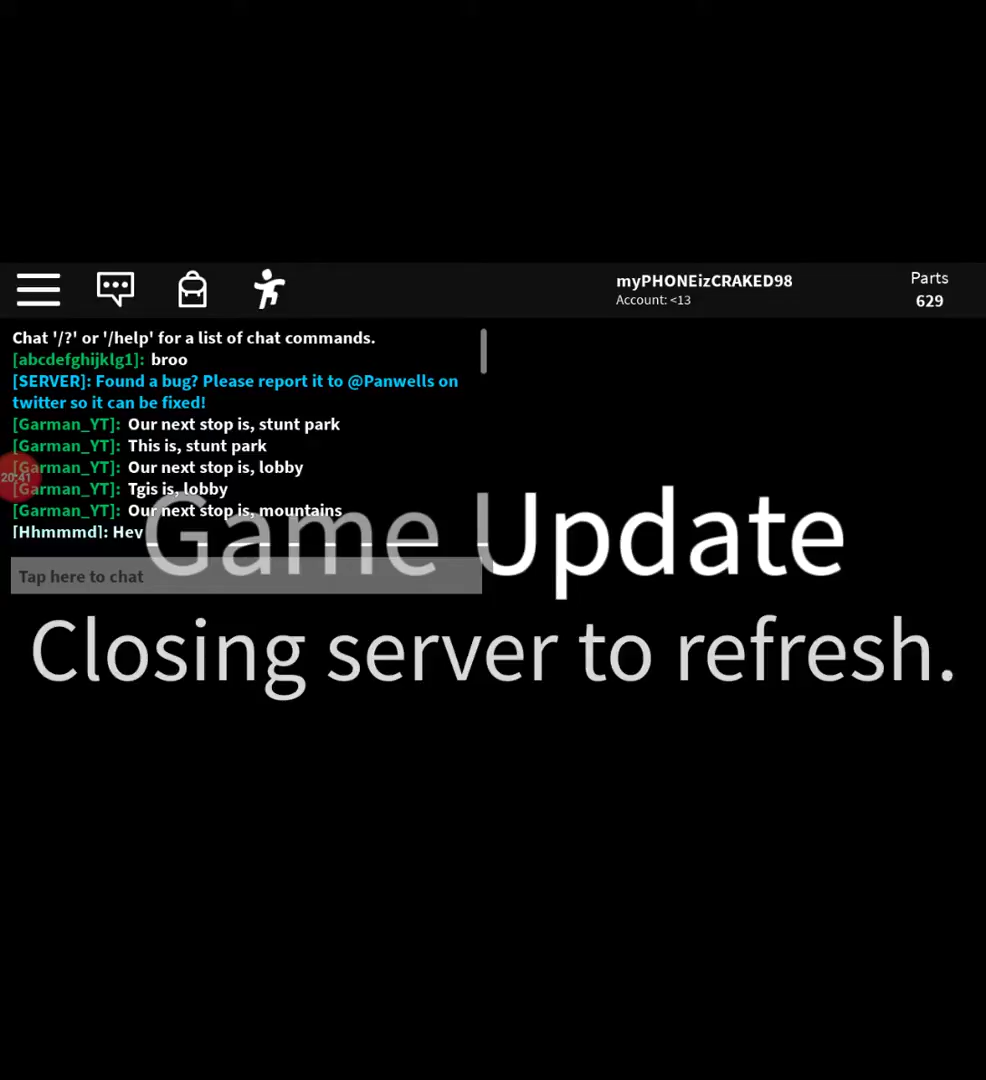 myPHONEizCRAKED98
Account: <13
Parts
629
Chat '/?' or '/help' for a list of chat commands.
[abcdefghijklg1]: broo
[SERVER]: Found a bug? Please report it to @Panwells on
twitter so it can be fixed!
[Garman_YT]: Our next stop is, stunt park
[Garman_YT]: This is, stunt park
[Garman_YT]: Our next stop is, lobby
20:41
[Garman_YT]: Tgis is, lobby
[Garman_YT]: Our next stop is, mountains
[Hhmmmd]: Hey
Game Update
Tap here to chat
Closing server to refresh.